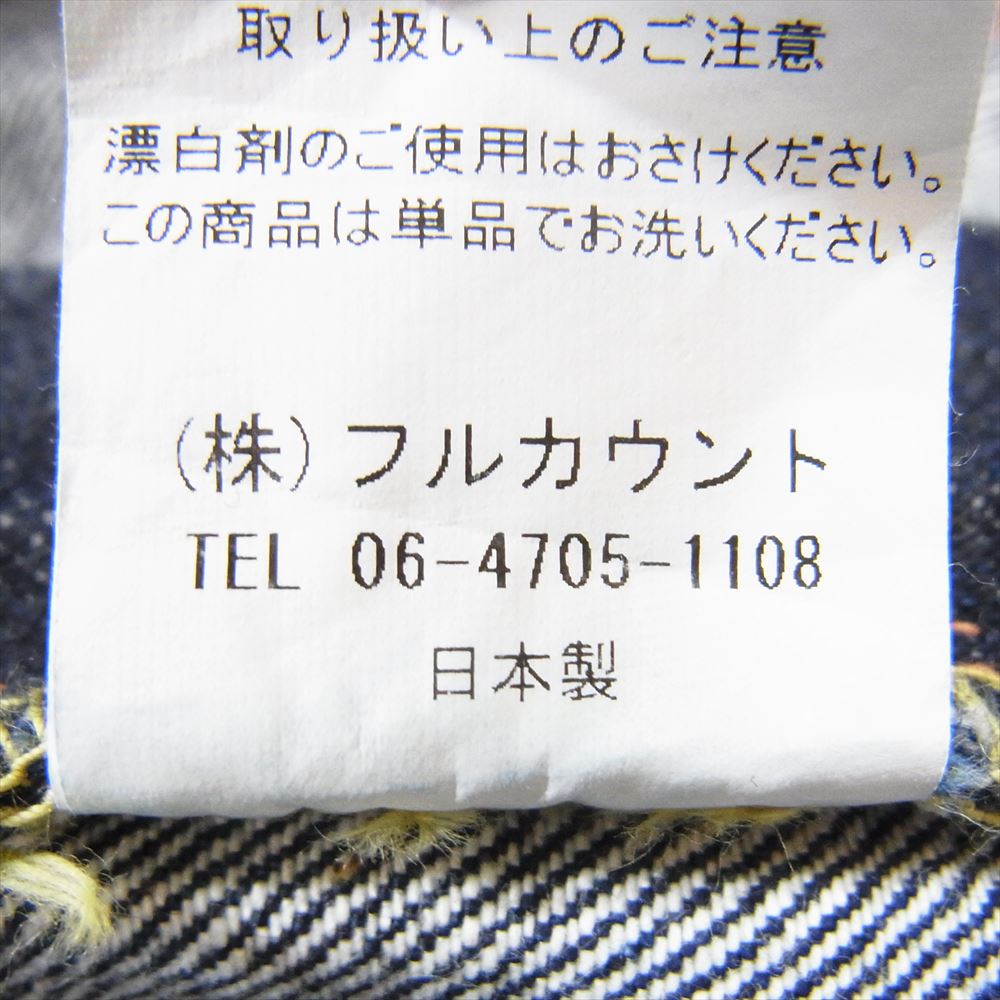 取り扱い上のご注意
漂白剤のご使用はおさけください。
この商品は単品でお洗いください。
(株)フルカウント
TEL 06-4705-1108
日本製